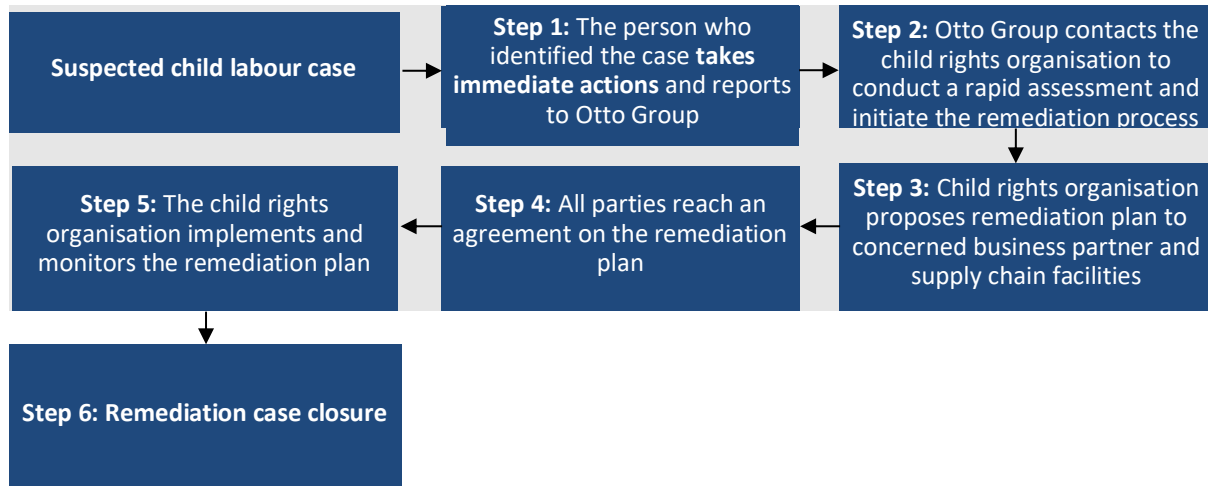 Suspected child labour case
Step 1: The person who
identified the case takes
immediate actions and reports
to Otto Group
Step 2: Otto Group contacts the
child rights organisation to
conduct a rapid assessment and
initiate the remediation process
Step 3: Child rights organisation
proposes remediation plan to
concerned business partner and
supply chain facilities
Step 4: All parties reach an
agreement on the remediation
plan
Step 5: The child rights
organisation implements and
monitors the remediation plan
Step 6: Remediation case closure